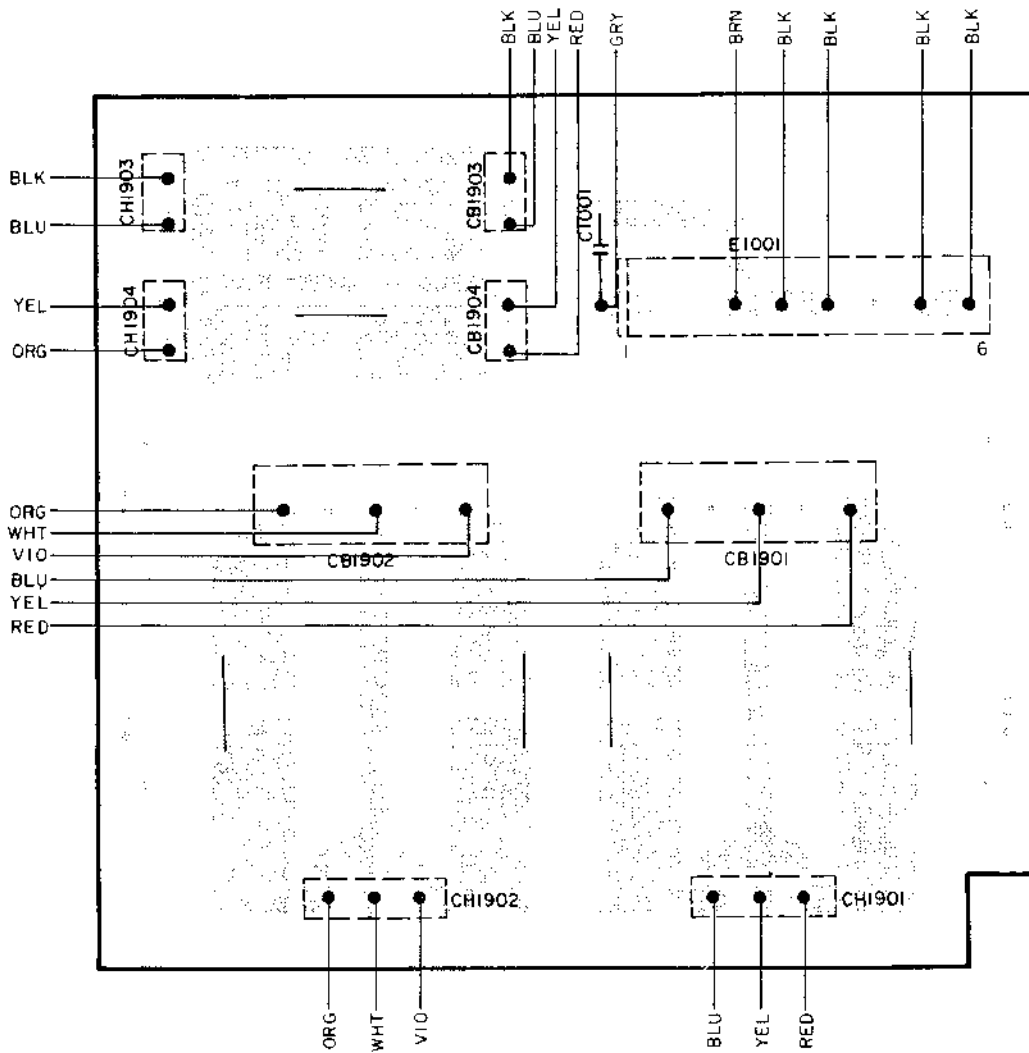 BLK
BLU
YEL
RED
GRY
BRN
BLK
BLK
BLK
BLK
BLK
BLU
CH1903
CB1903
C1001
E1001
YEL
ORG
CH1904
CB1904
1
6
ORG
WHT
VIO
BLU
YEL
RED
CB1902
CB1901
CH1902
CH1901
ORG
WHT
VIO
BLU
YEL
RED